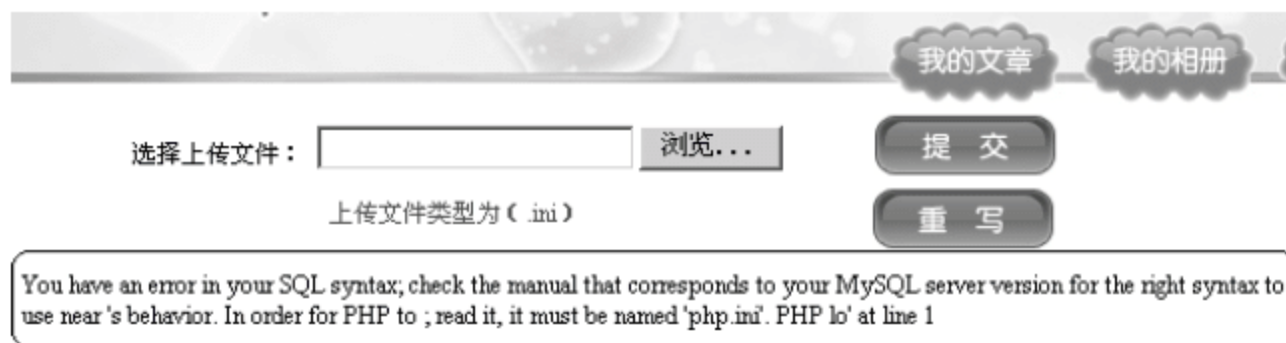 我的文章 我的相册
选择上传文件： 浏览... 提 交
上传文件类型为（ .ini）
重 写
You have an error in your SQL syntax; check the manual that corresponds to your MySQL server version for the right syntax to
use near 's behavior. In order for PHP to ; read it, it must be named 'php.ini'. PHP lo' at line 1